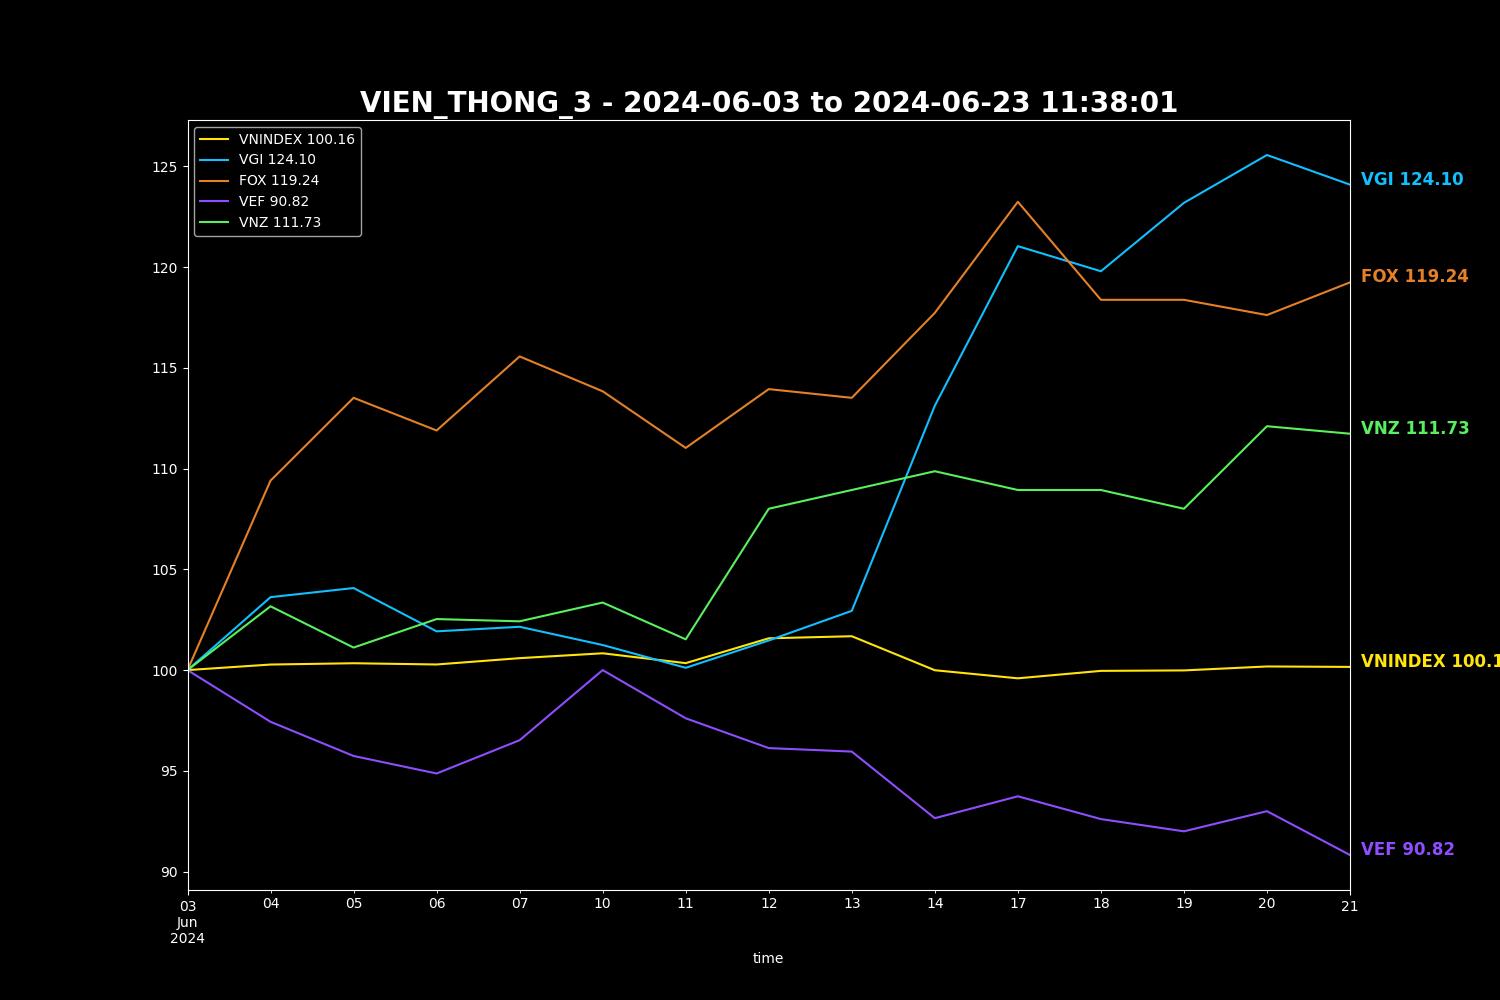 VIEN_THONG_3 - 2024-06-03 to 2024-06-23 11:38:01
VNINDEX 100.16
VGI 124.10
FOX 119.24
VEF 90.82
VNZ 111.73
125
120
115
110
105
100
95
90
VGI 124.10
FOX 119.24
VNZ 111.73
VNINDEX 100.1
VEF 90.82
03 04 05 06 07 10 11 12 13 14 17 18 19 20 21
Jun
2024
time